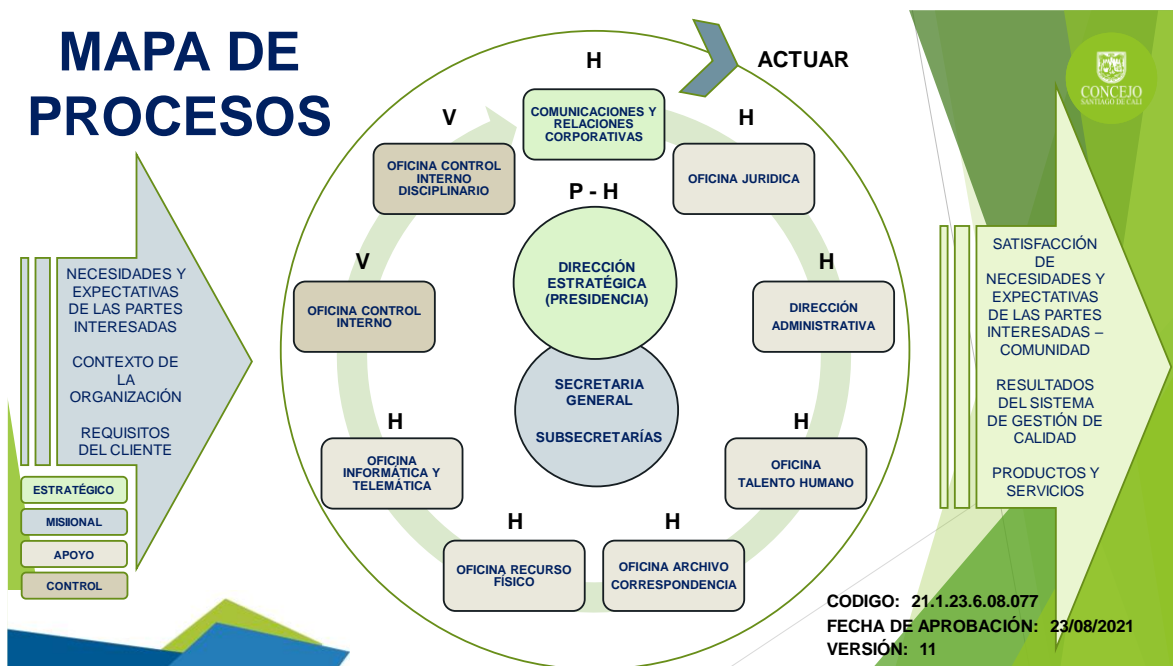 MAPA DE
PROCESOS
ACTUAR
CONCEJO
SANTIAGO DE CALI
H
COMUNICACIONES Y
RELACIONES
CORPORATIVAS
H
OFICINA JURIDICA
H
DIRECCIÓN
ADMINISTRATIVA
H
OFICINA
TALENTO HUMANO
H
OFICINA ARCHIVO
CORRESPONDENCIA
H
OFICINA RECURSO
FÍSICO
H
OFICINA
INFORMÁTICA Y
TELEMÁTICA
V
OFICINA CONTROL
INTERNO
V
OFICINA CONTROL
INTERNO
DISCIPLINARIO
P - H
DIRECCIÓN
ESTRATÉGICA
(PRESIDENCIA)
SECRETARIA
GENERAL
SUBSECRETARÍAS
NECESIDADES Y
EXPECTATIVAS
DE LAS PARTES
INTERESADAS
CONTEXTO DE
LA
ORGANIZACIÓN
REQUISITOS
DEL CLIENTE
ESTRATÉGICO
MISIIONAL
APOYO
CONTROL
SATISFACCIÓN
DE
NECESIDADES Y
EXPECTATIVAS
DE LAS PARTES
INTERESADAS –
COMUNIDAD
RESULTADOS
DEL SISTEMA
DE GESTIÓN DE
CALIDAD
PRODUCTOS Y
SERVICIOS
CODIGO: 21.1.23.6.08.077
FECHA DE APROBACIÓN: 23/08/2021
VERSIÓN: 11